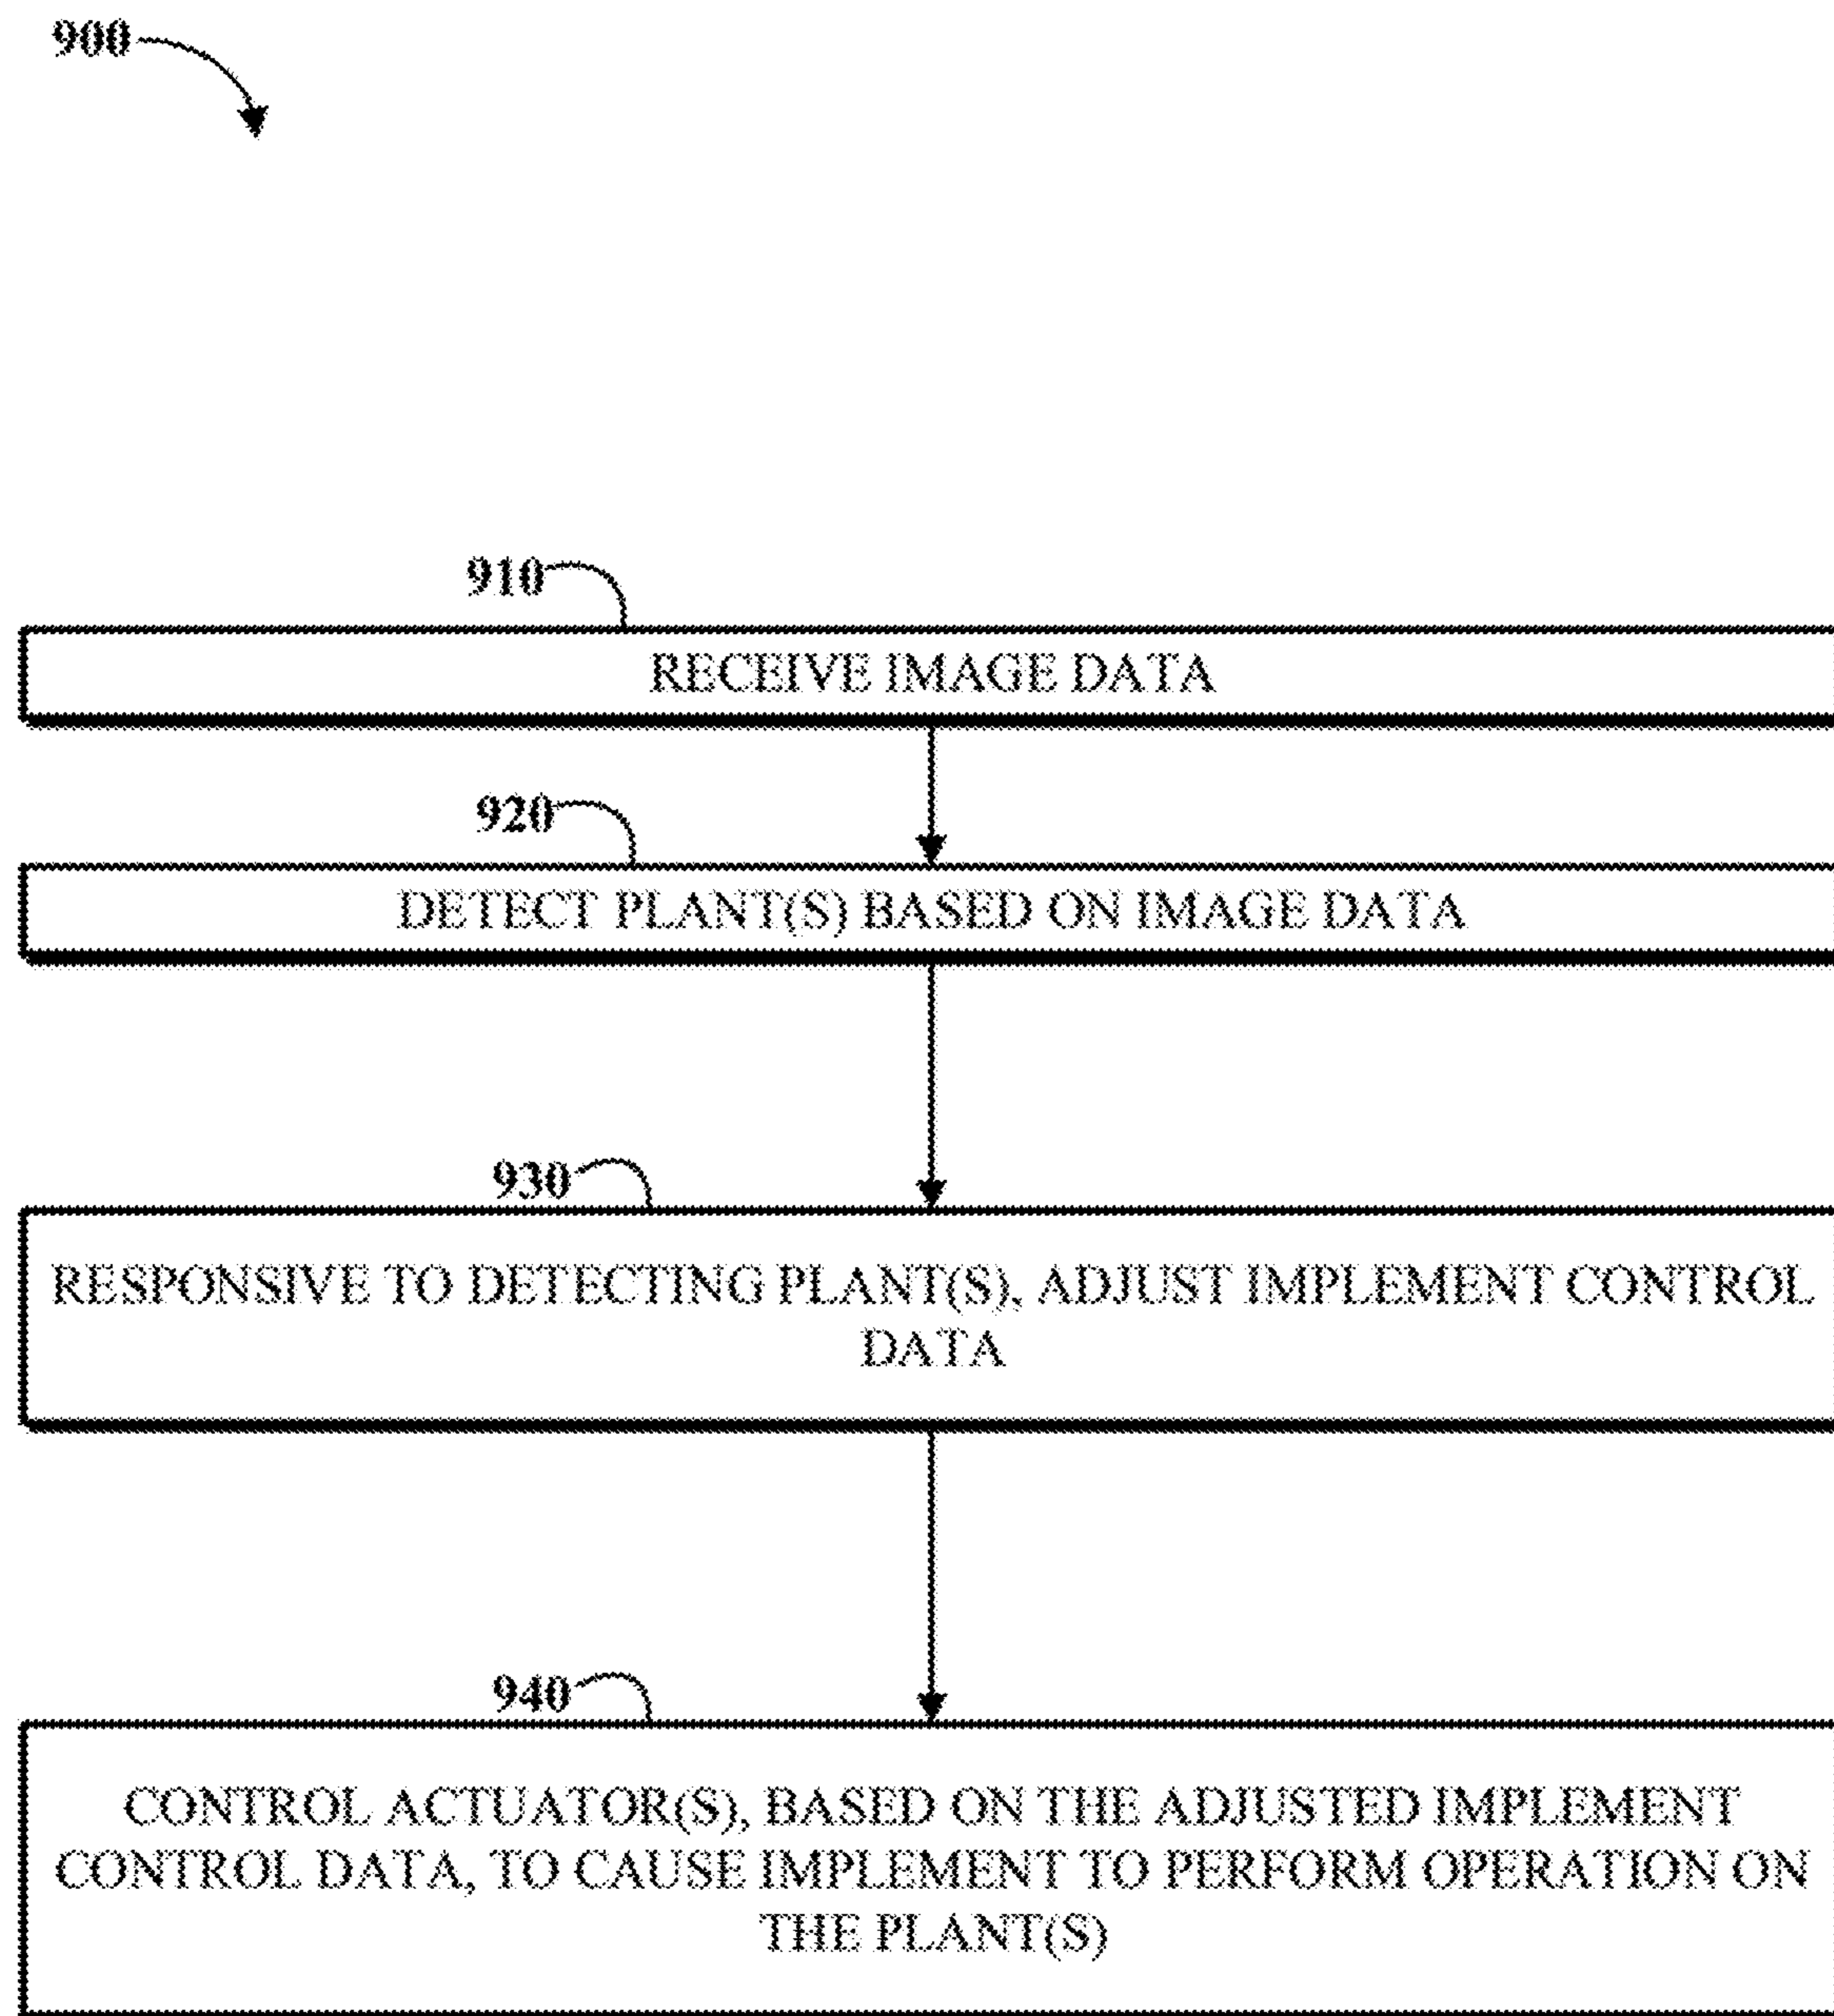 900
910
RECEIVE IMAGE DATA
920
DETECT PLANT(S) BASED ON IMAGE DATA
930
RESPONSIVE TO DETECTING PLANT(S), ADJUST IMPLEMENT CONTROL
DATA
940
CONTROL ACTUATOR(S), BASED ON THE ADJUSTED IMPLEMENT
CONTROL DATA, TO CAUSE IMPLEMENT TO PERFORM OPERATION ON
THE PLANT(S)